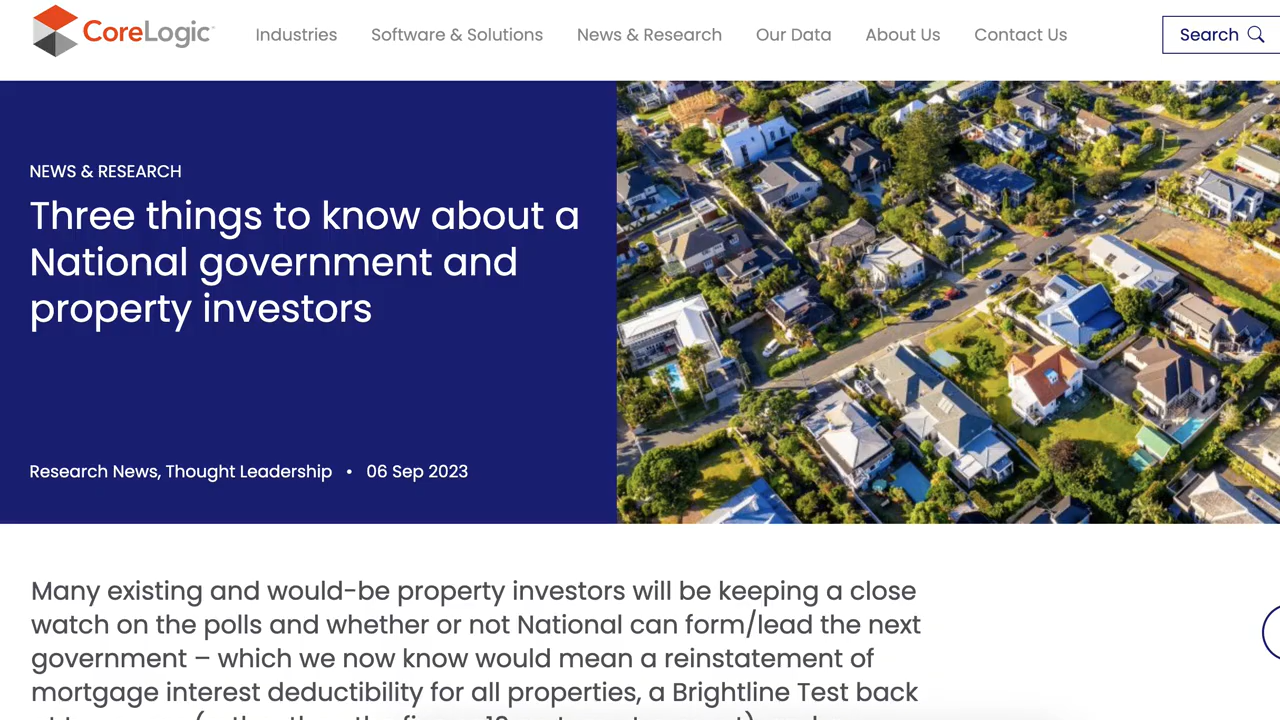 CoreLogic
Industries
Software & Solutions
News & Research
Our Data
About Us
Contact Us
Search
NEWS & RESEARCH
Three things to know about a
National government and
property investors
Research News, Thought Leadership • 06 Sep 2023
Many existing and would-be property investors will be keeping a close
watch on the polls and whether or not National can form/lead the next
government – which we now know would mean a reinstatement of
mortgage interest deductibility for all properties, a Brightline Test back